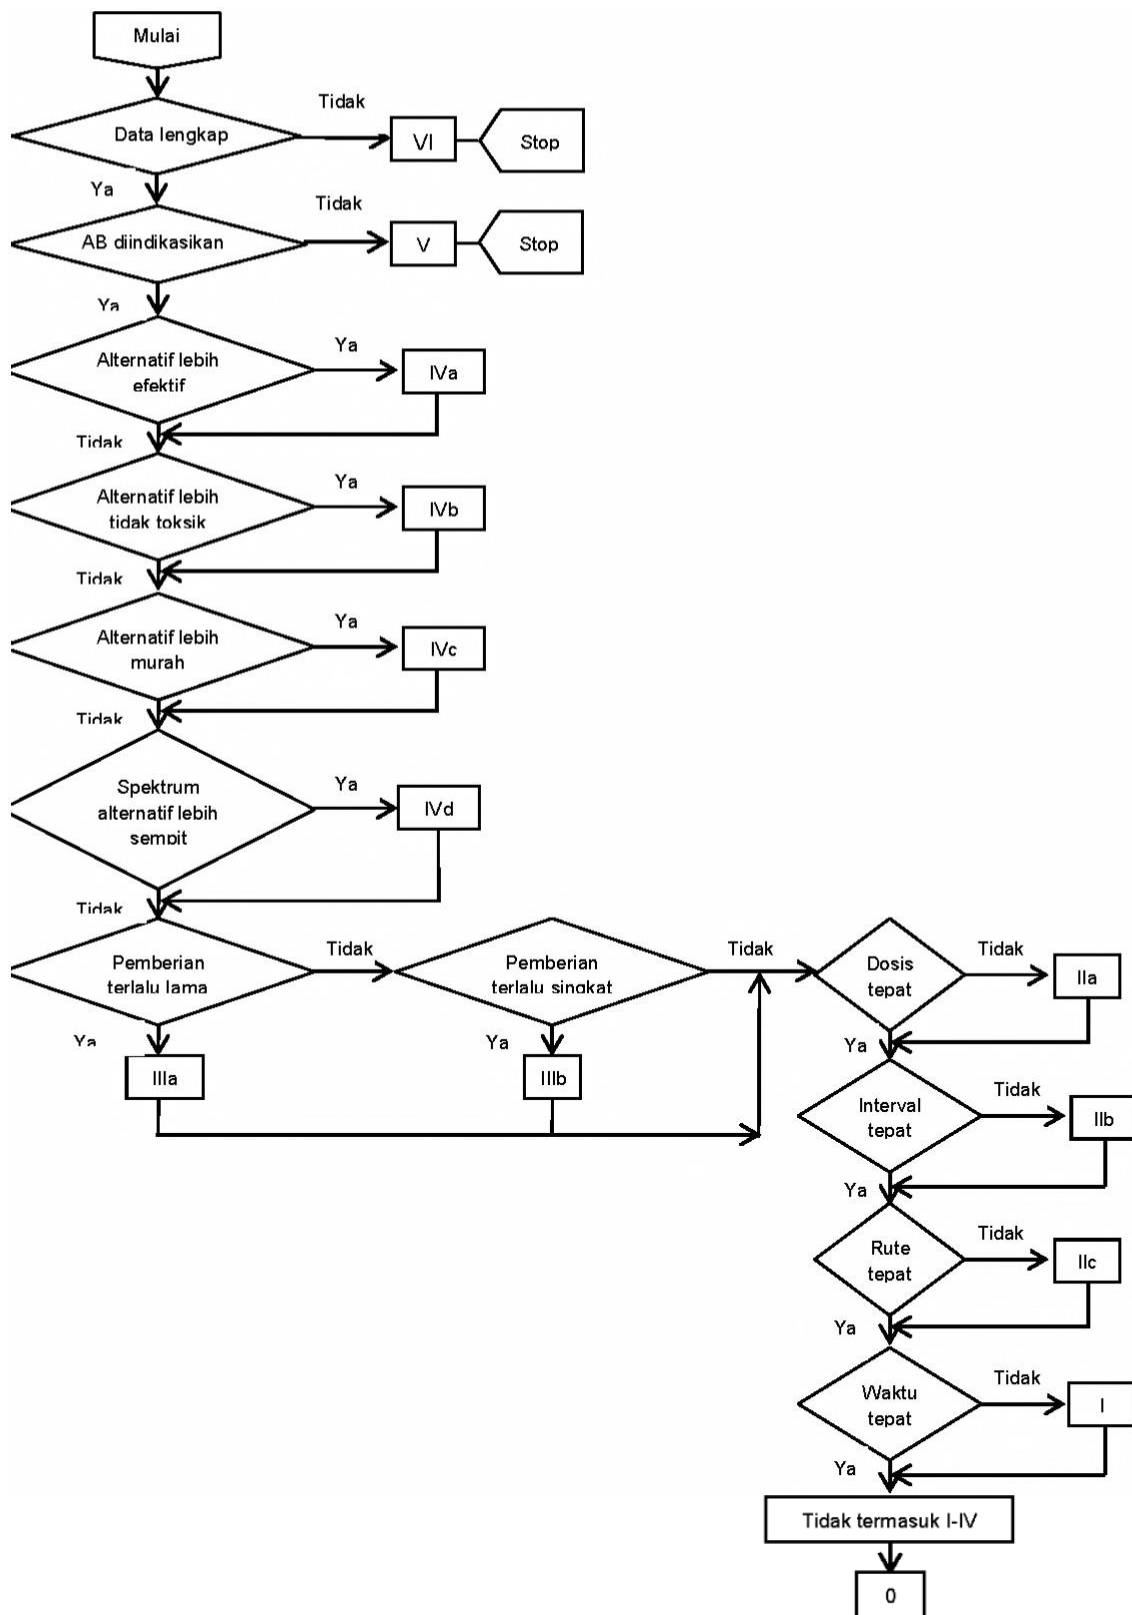 Mulai
Tidak
Data lengkap
VI
Stop
Ya
Tidak
AB diindikasikan
V
Stop
Ya
Alternatif lebih
efektif
Ya
IVa
Tidak
Alternatif lebih
tidak toksik
Ya
IVb
Tidak
Alternatif lebih
murah
Ya
IVc
Tidak
Spektrum
alternatif lebih
sempit
Ya
IVd
Tidak
Pemberian
terlalu lama
Tidak
Pemberian
terlalu singkat
Tidak
Dosis
tepat
Tidak
IIa
Ya
IIIa
Ya
IIIb
Ya
Interval
tepat
Tidak
IIb
Ya
Rute
tepat
Tidak
IIc
Ya
Waktu
tepat
Tidak
I
Ya
Tidak termasuk I-IV
0